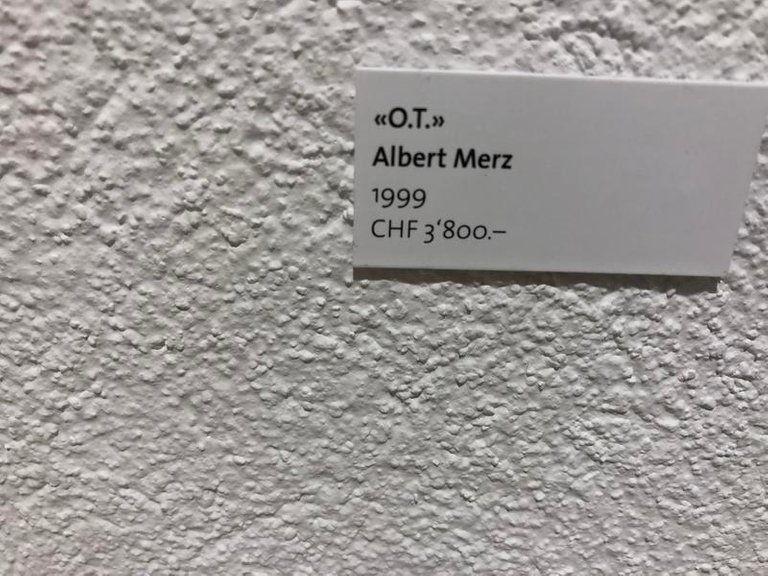 «O.T.»
Albert Merz
1999
CHF 3‘800.–